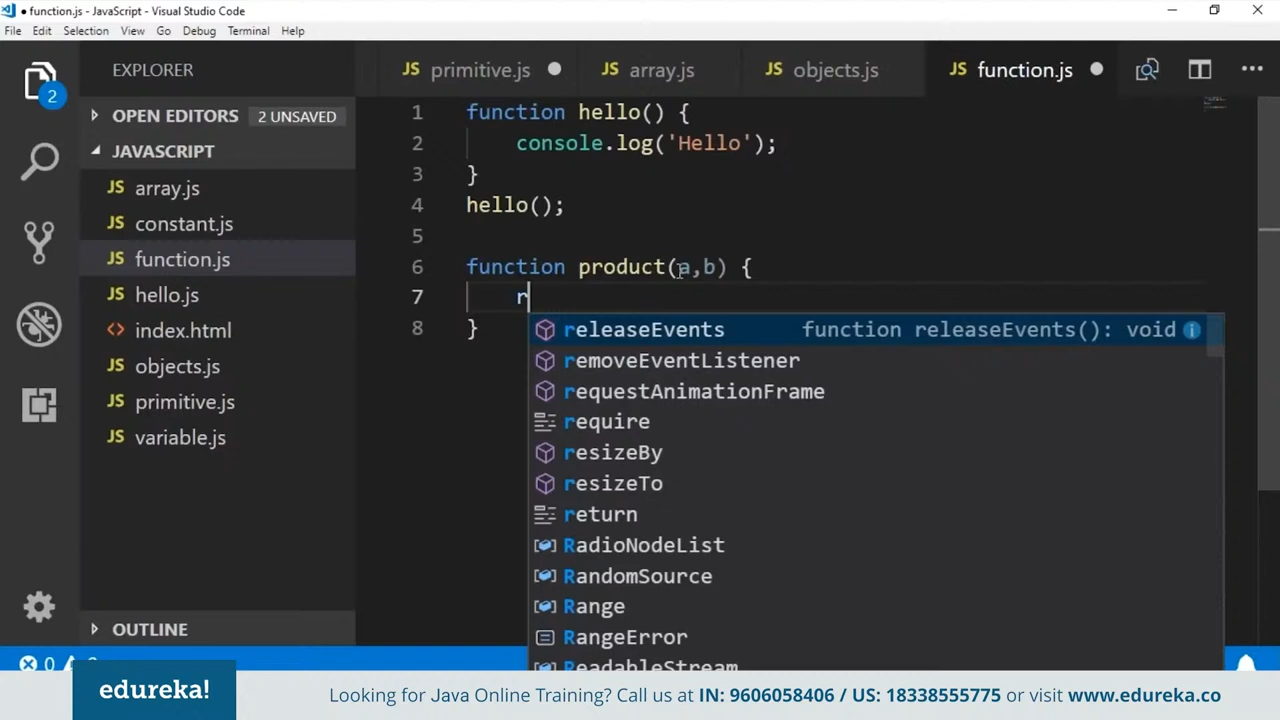 function.js - JavaScript - Visual Studio Code
File Edit Selection View Go Debug Terminal Help
EXPLORER
JS primitive.js
JS array.js
JS objects.js
JS function.js
2
OPEN EDITORS 2 UNSAVED
JAVASCRIPT
JS array.js
JS constant.js
JS function.js
JS hello.js
<> index.html
JS objects.js
JS primitive.js
JS variable.js
OUTLINE
1 function hello() {
2 console.log('Hello');
3 }
4 hello();
5
6 function product(a,b) {
7 r
8 }
releaseEvents function releaseEvents(): void
removeEventListener
requestAnimationFrame
require
resizeBy
resizeTo
return
RadioNodeList
RandomSource
Range
RangeError
ReadableStream
0
edureka!
Looking for Java Online Training? Call us at IN: 9606058406 / US: 18338555775 or visit www.edureka.co